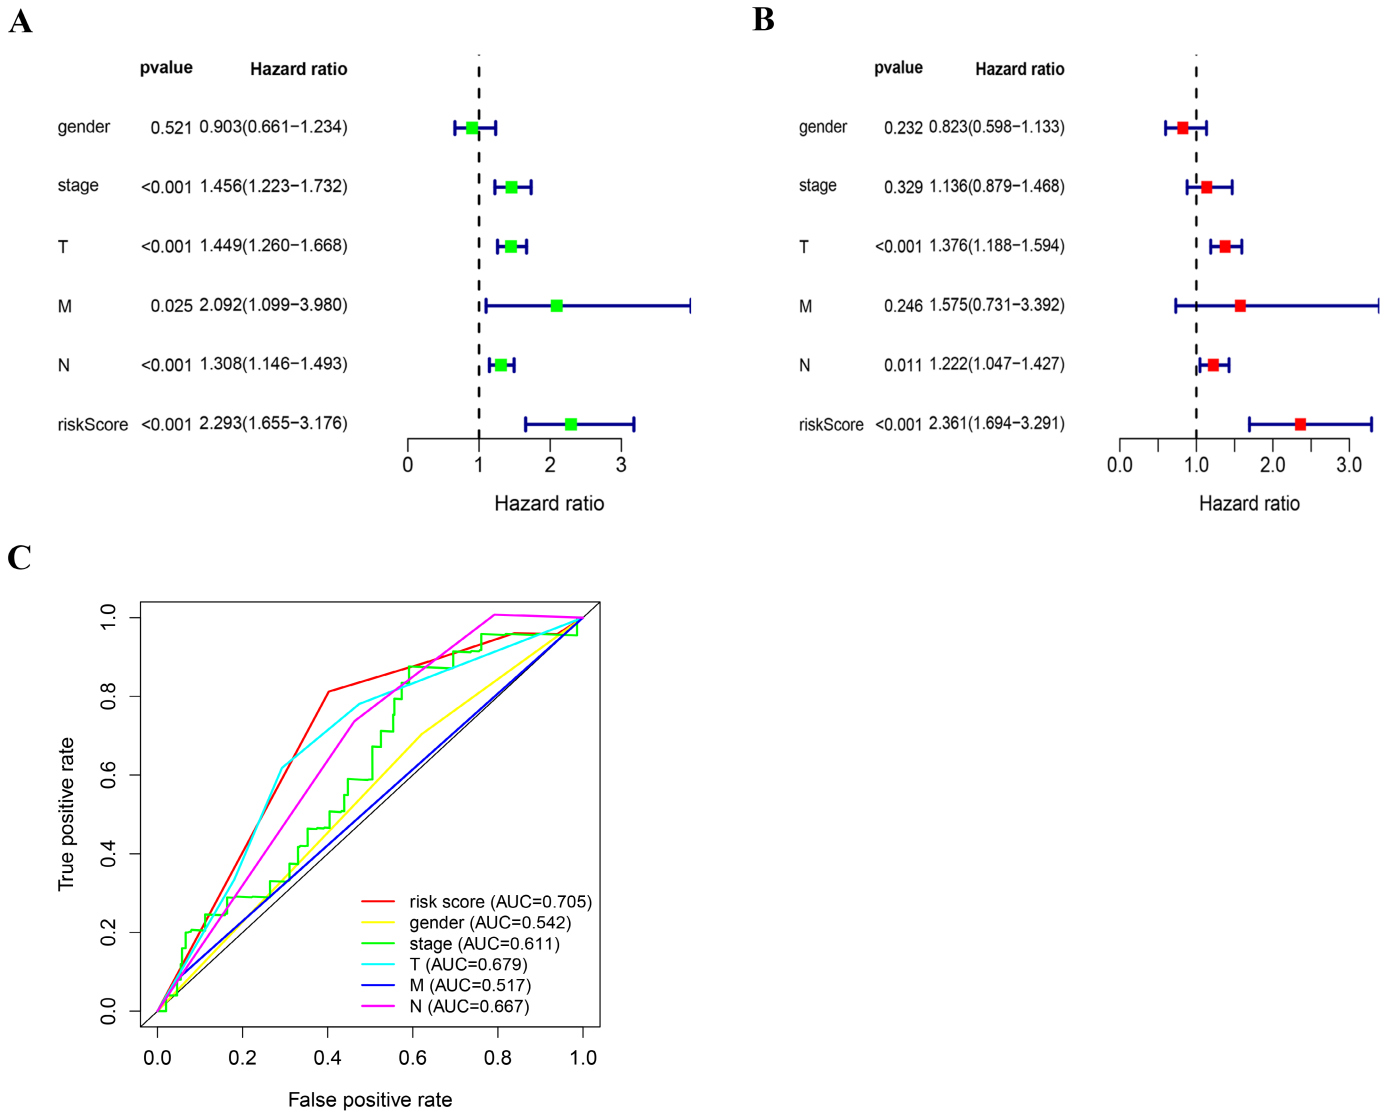 A
pvalue Hazard ratio
gender 0.521 0.903(0.661−1.234)
stage <0.001 1.456(1.223−1.732)
T <0.001 1.449(1.260−1.668)
M 0.025 2.092(1.099−3.980)
N <0.001 1.308(1.146−1.493)
riskScore <0.001 2.293(1.655−3.176)
0 1 2 3
Hazard ratio
B
pvalue Hazard ratio
gender 0.232 0.823(0.598−1.133)
stage 0.329 1.136(0.879−1.468)
T <0.001 1.376(1.188−1.594)
M 0.246 1.575(0.731−3.392)
N 0.011 1.222(1.047−1.427)
riskScore <0.001 2.361(1.694−3.291)
0.0 1.0 2.0 3.0
Hazard ratio
C
True positive rate
1.0
0.8
0.6
0.4
0.2
0.0
risk score (AUC=0.705)
gender (AUC=0.542)
stage (AUC=0.611)
T (AUC=0.679)
M (AUC=0.517)
N (AUC=0.667)
0.0 0.2 0.4 0.6 0.8 1.0
False positive rate